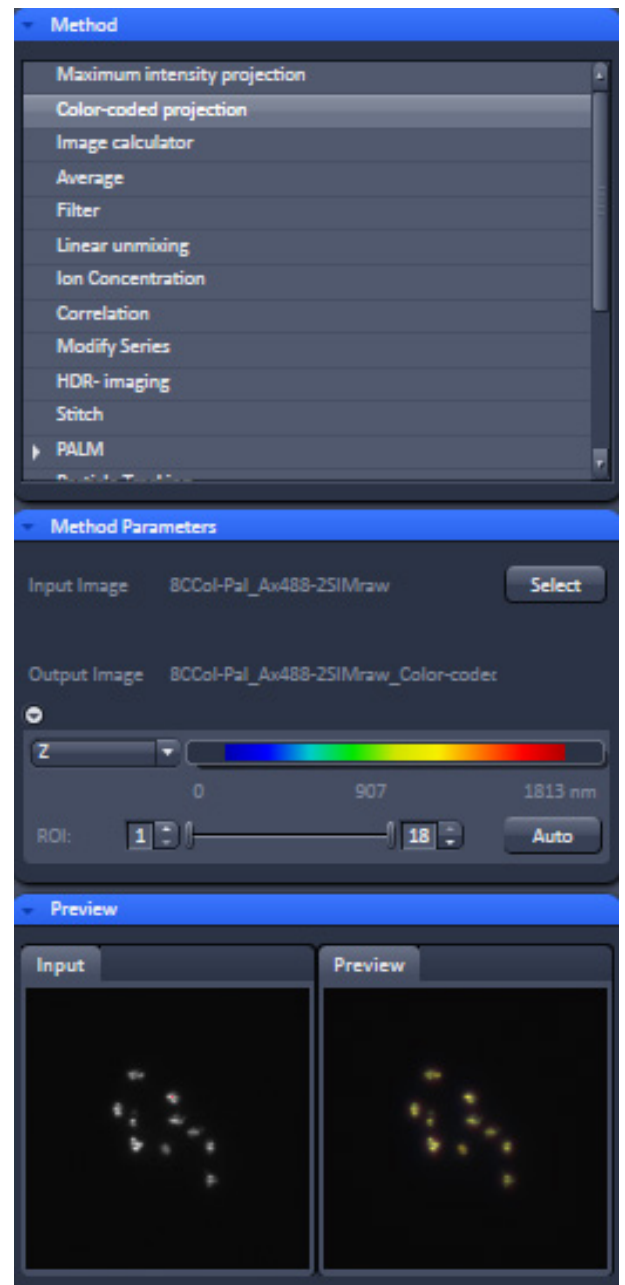 Method
Maximum intensity projection
Color-coded projection
Image calculator
Average
Filter
Linear unmixing
Ion Concentration
Correlation
Modify Series
HDR- imaging
Stitch
PALM
Method Parameters
Input Image 8CCol-Pal_Ax488-2SIMraw Select
Output Image 8CCol-Pal_Ax488-2SIMraw_Color-codec
Z
0 907 1813 nm
ROI: 1 18 Auto
Preview
Input Preview